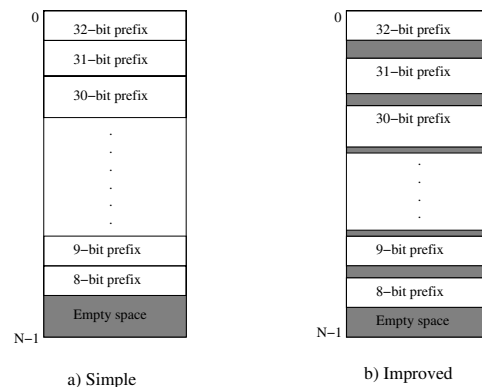 0
32−bit prefix
31−bit prefix
30−bit prefix
.
.
.
.
.
.
9−bit prefix
8−bit prefix
Empty space
N−1
a) Simple
0
32−bit prefix
31−bit prefix
30−bit prefix
.
.
.
.
9−bit prefix
8−bit prefix
Empty space
N−1
b) Improved